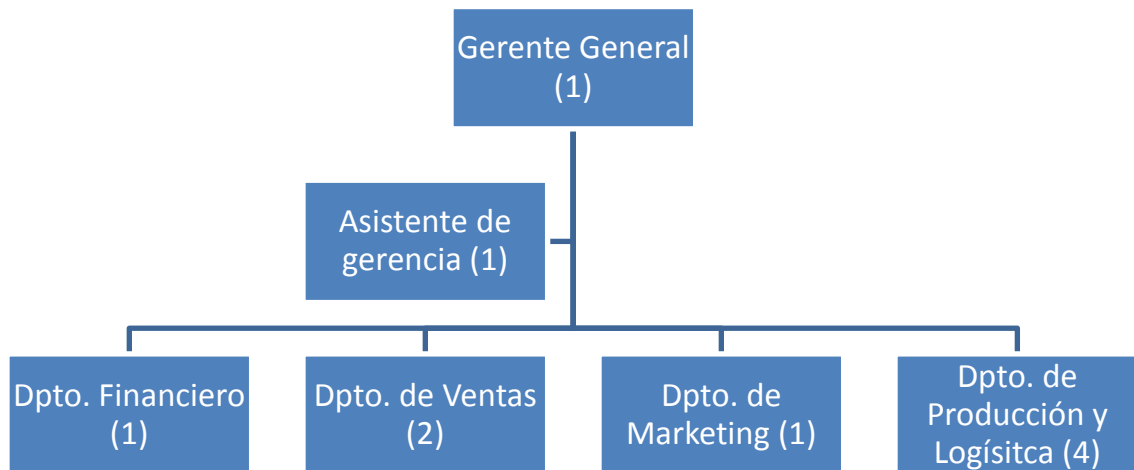 Gerente General
(1)
Asistente de
gerencia (1)
Dpto. Financiero
(1)
Dpto. de Ventas
(2)
Dpto. de
Marketing (1)
Dpto. de
Producción y
Logísitca (4)